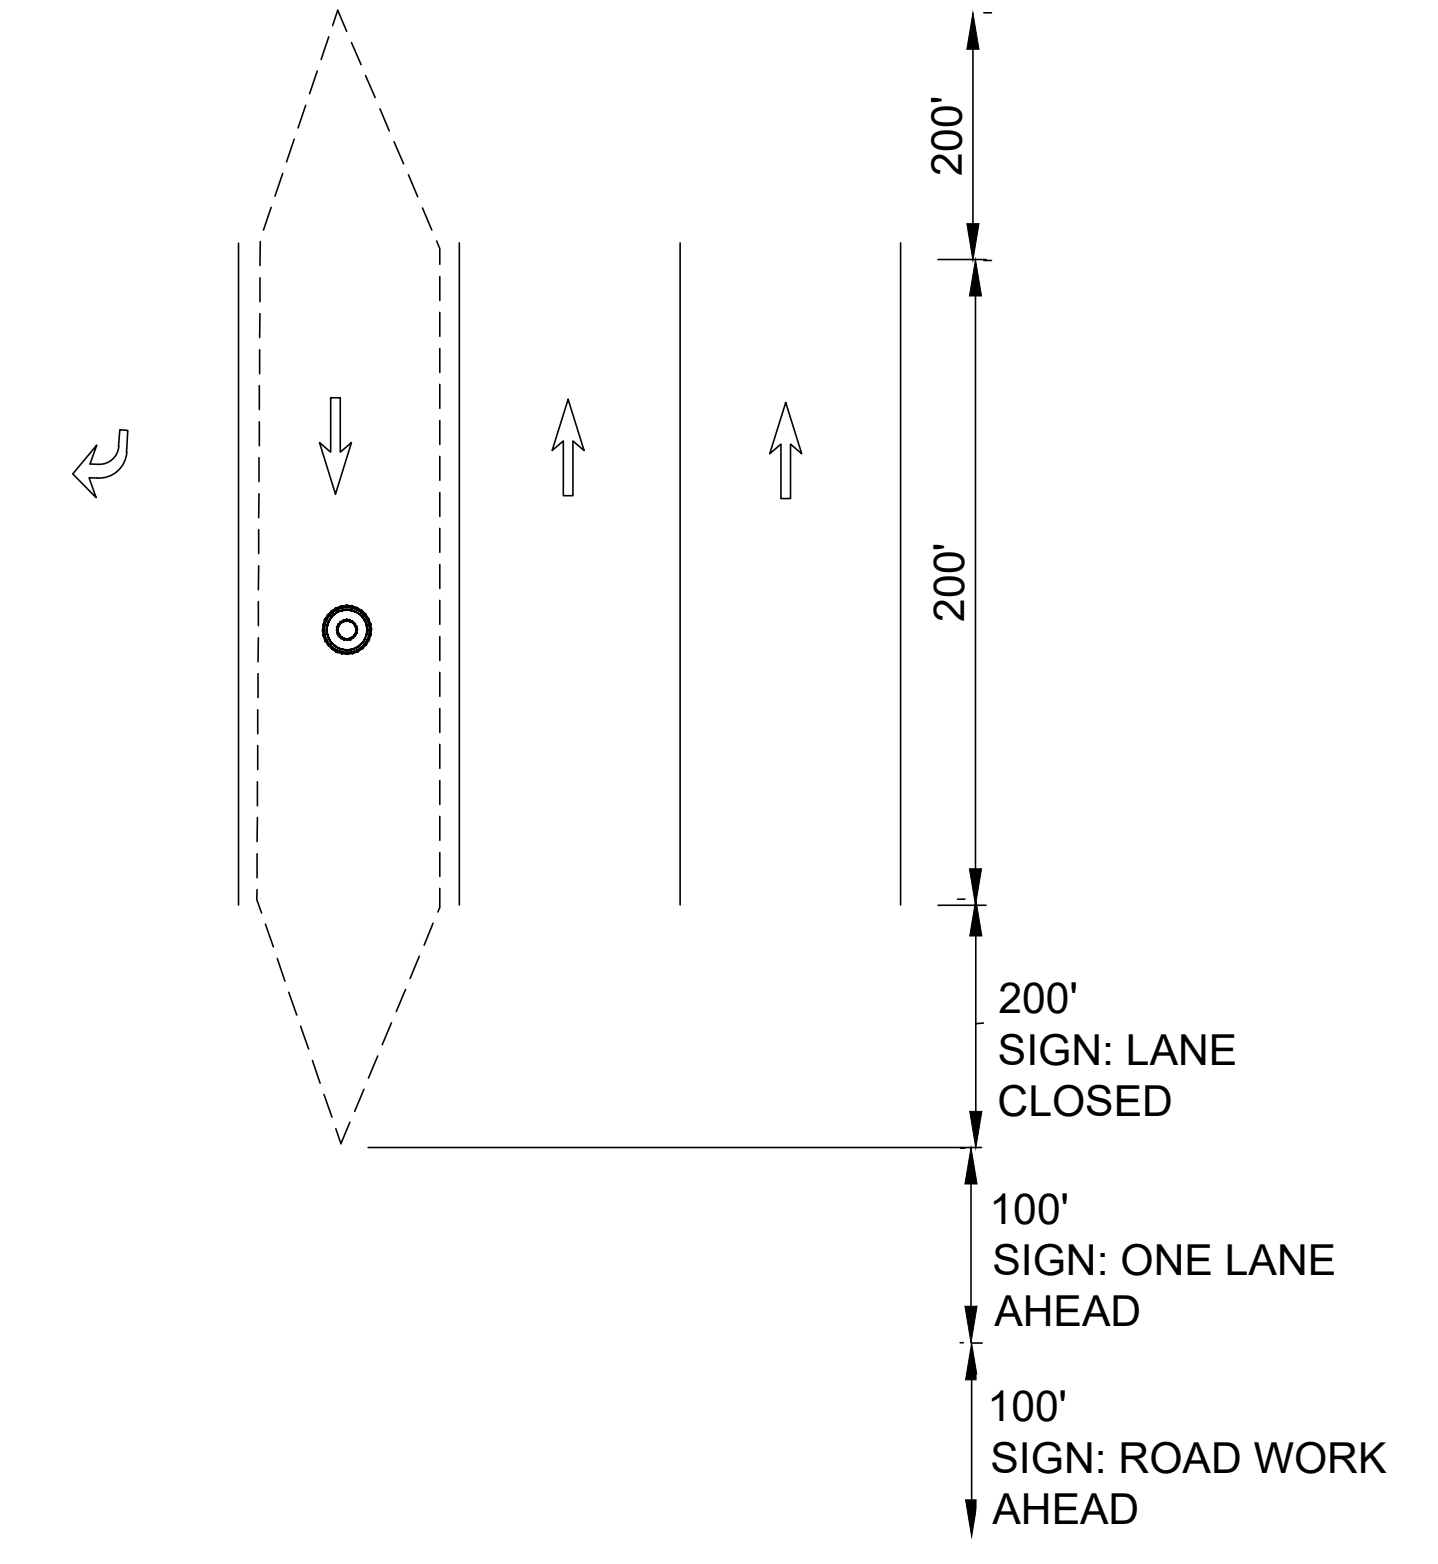 200'
200'
200'
SIGN: LANE
CLOSED
100'
SIGN: ONE LANE
AHEAD
100'
SIGN: ROAD WORK
AHEAD